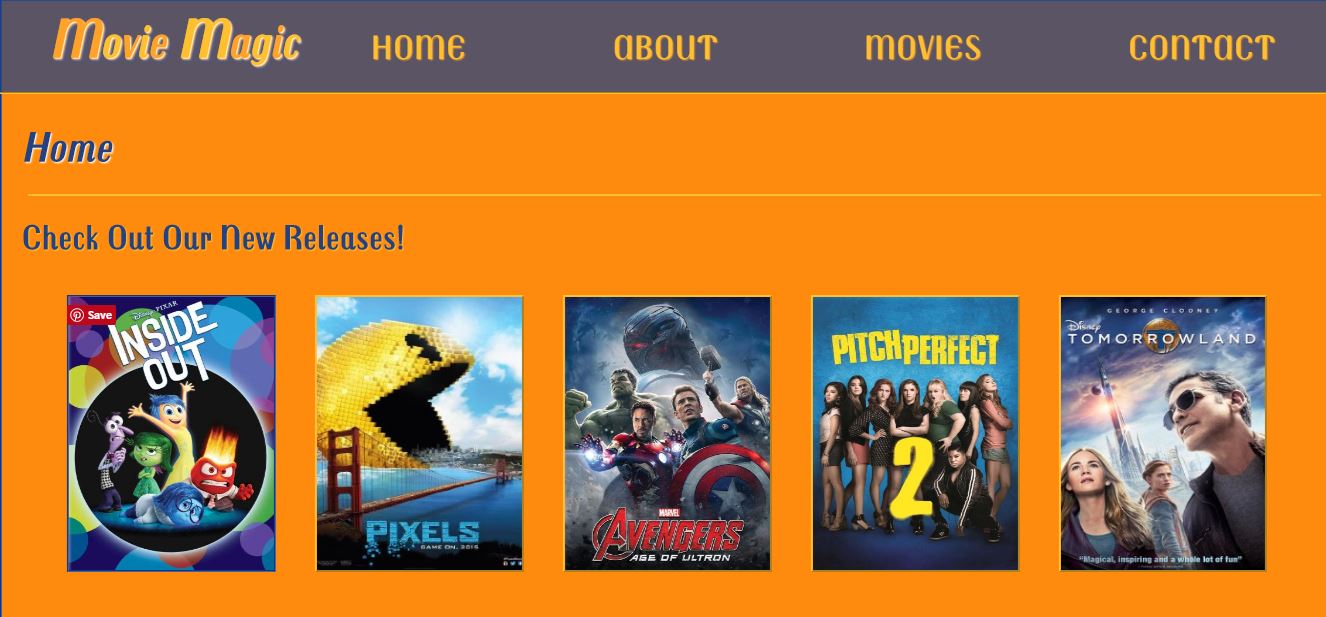 Movie Magic HOME ABOUT MOVIES CONTACT
Home
Check Out Our New Releases!
Save
Disney PIXAR
INSIDE
OUT
PIXELS
GAME ON. 2015
MARVEL
AVENGERS
AGE OF ULTRON
PITCH PERFECT
2
GEORGE CLOONEY
Disney
TOMORROWLAND
"Magical, inspiring and a whole lot of fun"